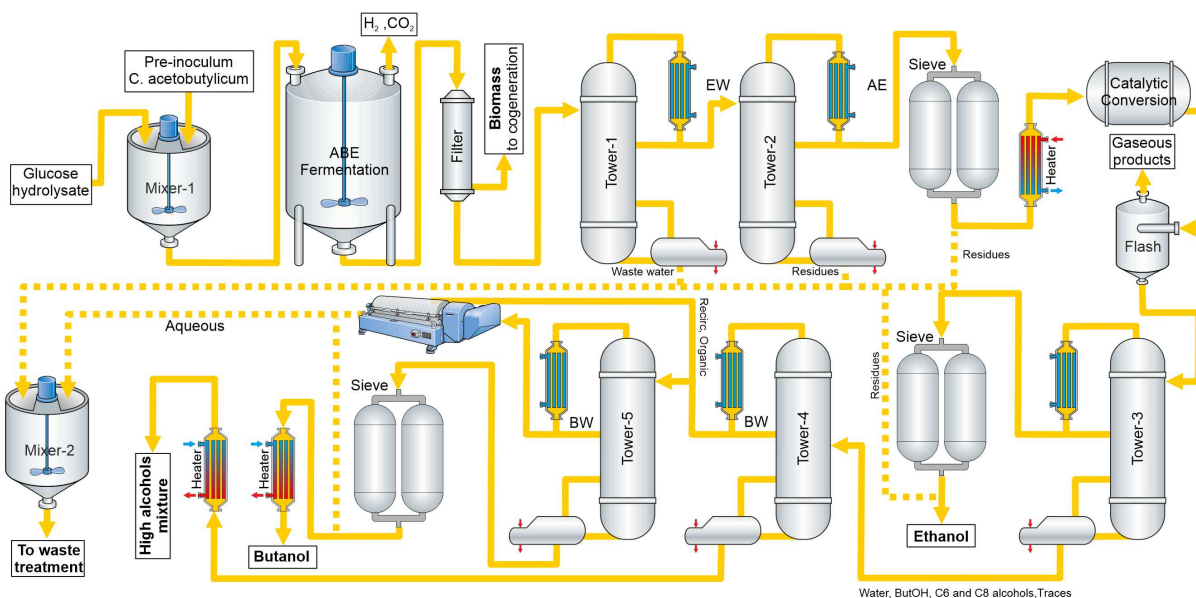 H₂ ,CO₂
Pre-inoculum
C. acetobutylicum
Glucose
hydrolysate
Mixer-1
ABE
Fermentation
Filter
Biomass
to cogeneration
Tower-1
EW
Waste water
Tower-2
AE
Residues
Sieve
Heater
Catalytic
Conversion
Gaseous
products
Flash
Residues
Aqueous
Mixer-2
To waste
treatment
High alcohols
mixture
Heater
Heater
Butanol
Sieve
BW
Tower-5
Recirc, Organic
BW
Tower-4
Residues
Sieve
Ethanol
Tower-3
Water, ButOH, C6 and C8 alcohols,Traces